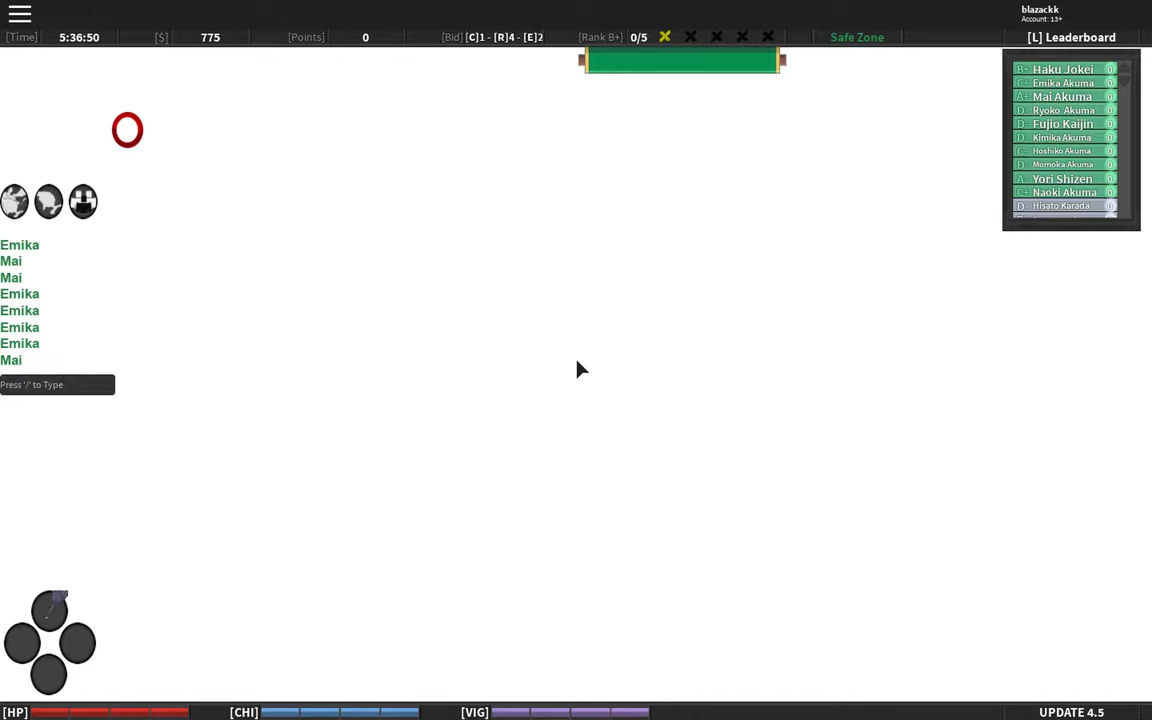 blazackk
Account: 13+
[Time] 5:36:50 [$] 775 [Points] 0 [Bid] [C]1 - [R]4 - [E]2 [Rank B+] 0/5 Safe Zone [L] Leaderboard
B+ Haku Jokei 0
C+ Emika Akuma 0
A+ Mai Akuma 0
D- Ryoko Akuma 0
D- Fujio Kaijin 0
D- Kimika Akuma 0
C- Hoshiko Akuma 0
D- Momoka Akuma 0
A- Yori Shizen 0
C+ Naoki Akuma 0
D- Hisato Karada 0
Emika
Mai
Mai
Emika
Emika
Emika
Emika
Mai
Press '/' to Type
[HP] [CHI] [VIG] UPDATE 4.5